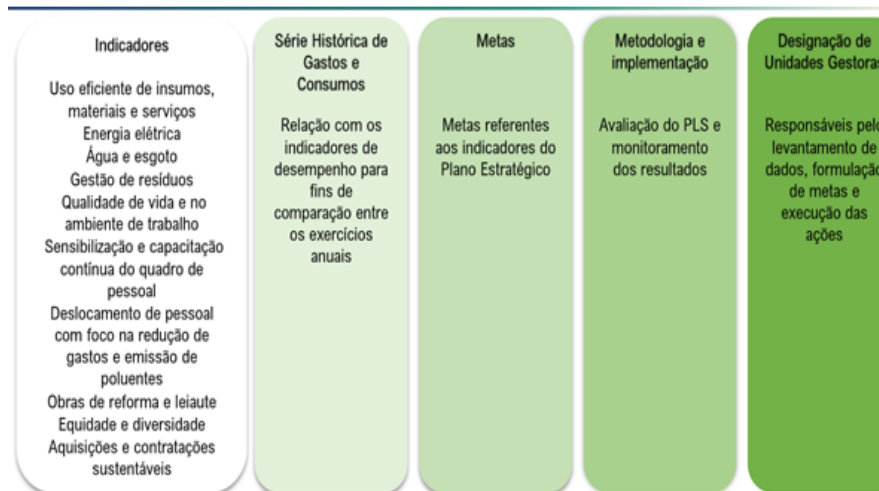 Indicadores
Uso eficiente de insumos,
materiais e serviços
Energia elétrica
Água e esgoto
Gestão de resíduos
Qualidade de vida e no
ambiente de trabalho
Sensibilização e capacitação
contínua do quadro de
pessoal
Deslocamento de pessoal
com foco na redução de
gastos e emissão de
poluentes
Obras de reforma e leiaute
Equidade e diversidade
Aquisições e contratações
sustentáveis
Série Histórica de
Gastos e
Consumos
Relação com os
indicadores de
desempenho para
fins de
comparação entre
os exercícios
anuais
Metas
Metas referentes
aos indicadores do
Plano Estratégico
Metodologia e
implementação
Avaliação do PLS e
monitoramento
dos resultados
Designação de
Unidades Gestoras
Responsáveis pelo
levantamento de
dados, formulação
de metas e
execução das
ações